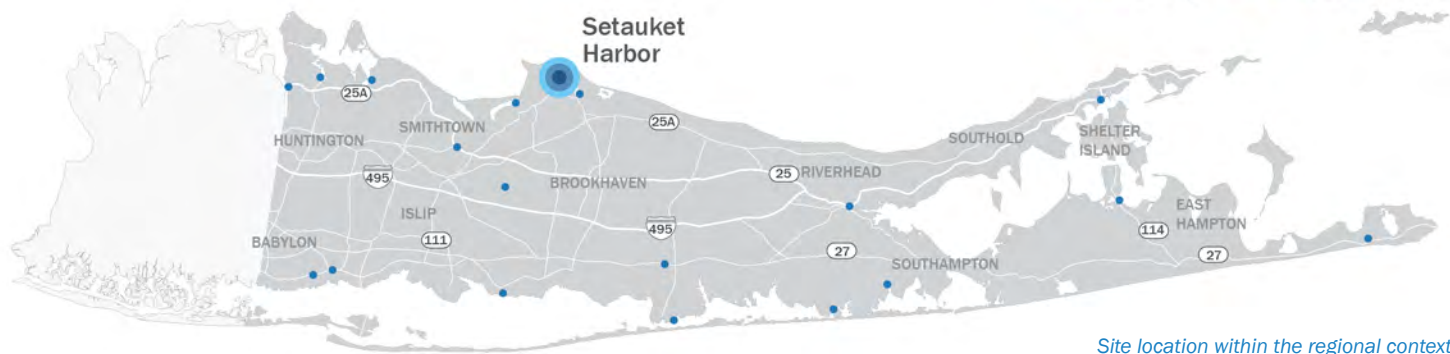 Setauket
Harbor
25A
SMITHTOWN
HUNTINGTON
25A
SOUTHOLD
SHELTER
ISLAND
495
BROOKHAVEN
25
RIVERHEAD
ISLIP
111
BABYLON
495
27
SOUTHAMPTON
EAST
HAMPTON
114
27
Site location within the regional context